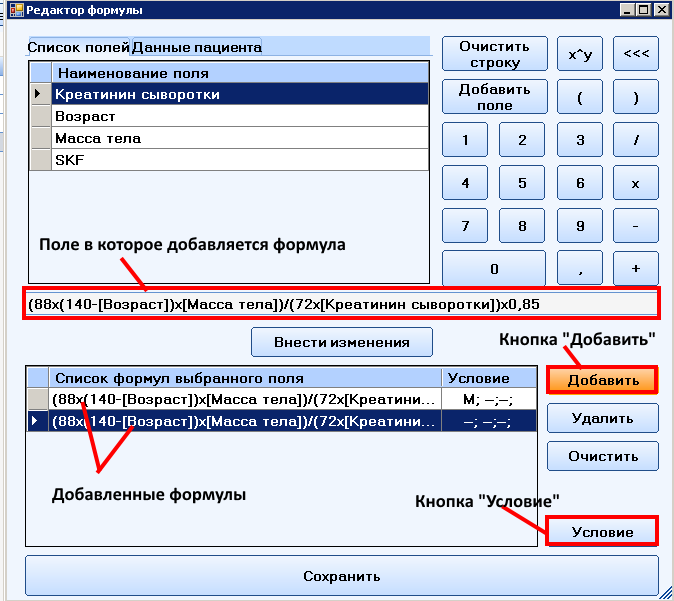 Редактор формулы
Список полей Данные пациента
Наименование поля
Креатинин сыворотки
Возраст
Масса тела
SKF
Очистить строку
x^y
<<<
Добавить поле
(
)
1
2
3
/
4
5
6
x
7
8
9
-
0
,
+
Поле в которое добавляется формула
(88x(140-[Возраст])x[Масса тела])/(72x[Креатинин сыворотки])x0,85
Внести изменения
Кнопка "Добавить"
Список формул выбранного поля Условие
(88x(140-[Возраст])x[Масса тела])/(72x[Креатини... М; –;–;
(88x(140-[Возраст])x[Масса тела])/(72x[Креатини... –; –;–;
Добавить
Удалить
Очистить
Добавленные формулы
Кнопка "Условие"
Условие
Сохранить